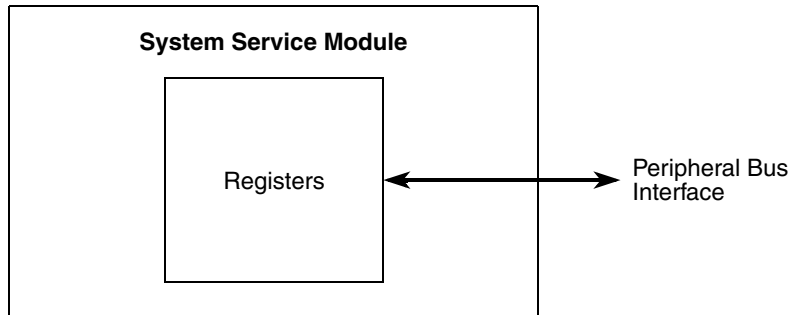 System Service Module
Registers
Peripheral Bus
Interface